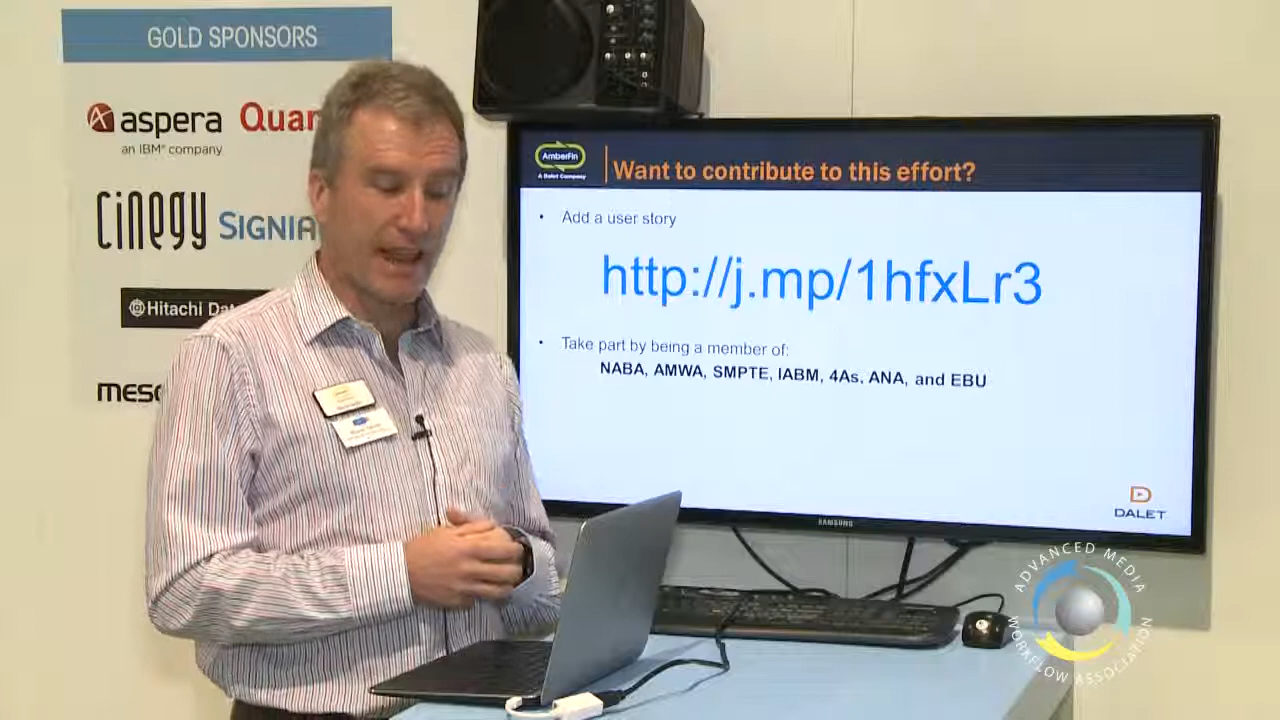 GOLD SPONSORS
aspera
an IBM® company
Quan
cinegy
SIGNIA
Hitachi Dat
AmberFin
A Dalet Company
Want to contribute to this effort?
• Add a user story
http://j.mp/1hfxLr3
• Take part by being a member of:
NABA, AMWA, SMPTE, IABM, 4As, ANA, and EBU
DALET
SAMSUNG
ADVANCED MEDIA
WORKFLOW ASSOCIATION